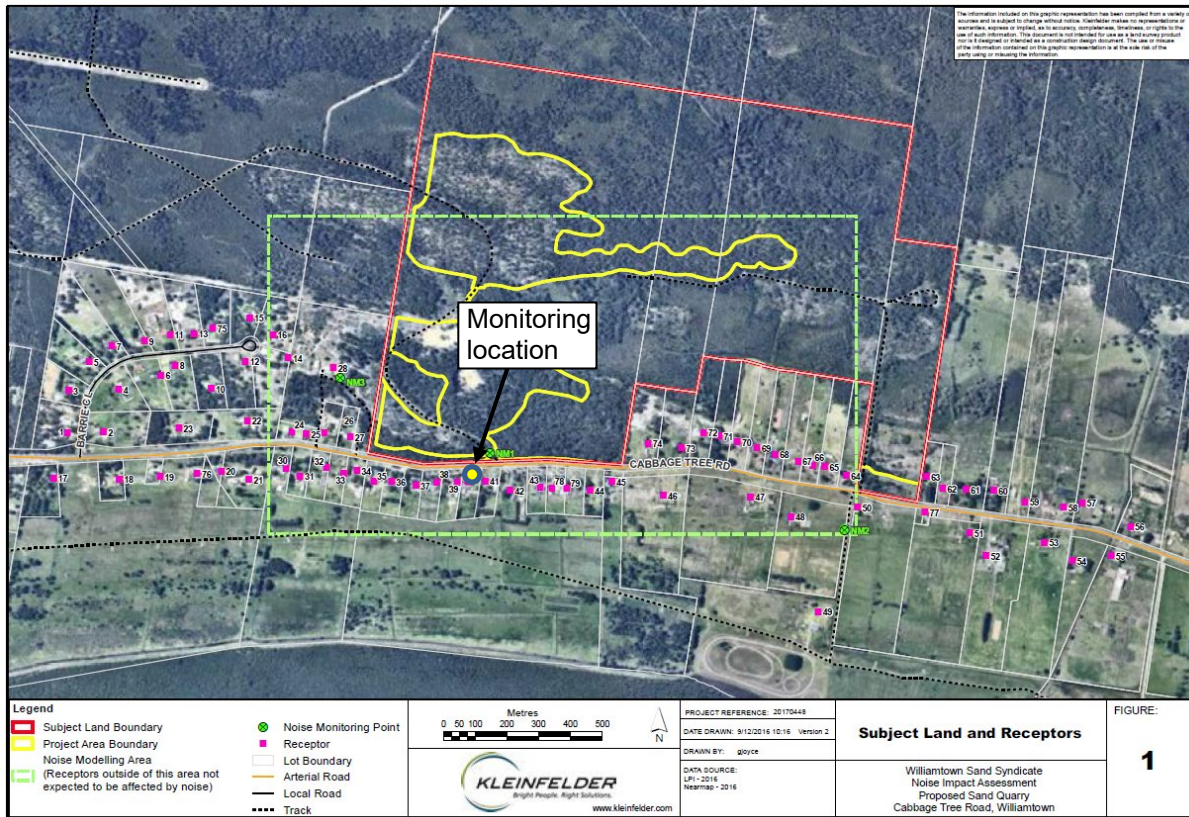 The information included on this graphic representation has been compiled from a variety of
sources and is subject to change without notice. Kleinfelder makes no representations or
warranties, express or implied, as to accuracy, completeness, timeliness, or rights to the
use of such information. This document is not intended for use as a land survey product
nor is it designed or intended as a construction design document. The use or misuse
of the information contained on this graphic representation is at the sole risk of the
party using or misusing the information.
Monitoring
location
15
75
11
13
16
9
7
5
8
12
14
6
28
NM3
3
4
10
BARRIE CL
1
2
23
22
24
25
26
27
74
73
72
71
70
69
68
67
66
65
64
63
NM1
CABBAGE TREE RD
17
18
19
76
20
21
30
31
32
33
34
35
36
37
38
39
41
42
43
78
79
44
45
46
47
48
50
NM2
49
62
61
60
59
58
57
56
77
51
52
53
54
55
Legend
Subject Land Boundary
Project Area Boundary
Noise Modelling Area
(Receptors outside of this area not
expected to be affected by noise)
Noise Monitoring Point
Receptor
Lot Boundary
Arterial Road
Local Road
Track
Metres
0 50 100 200 300 400 500
N
KLEINFELDER
Bright People. Right Solutions.
www.kleinfelder.com
PROJECT REFERENCE: 20170448
DATE DRAWN: 9/12/2016 10:16 Version 2
DRAWN BY: gjoyce
DATA SOURCE:
LPI - 2016
Nearmap - 2016
Subject Land and Receptors
Williamtown Sand Syndicate
Noise Impact Assessment
Proposed Sand Quarry
Cabbage Tree Road, Williamtown
FIGURE:
1